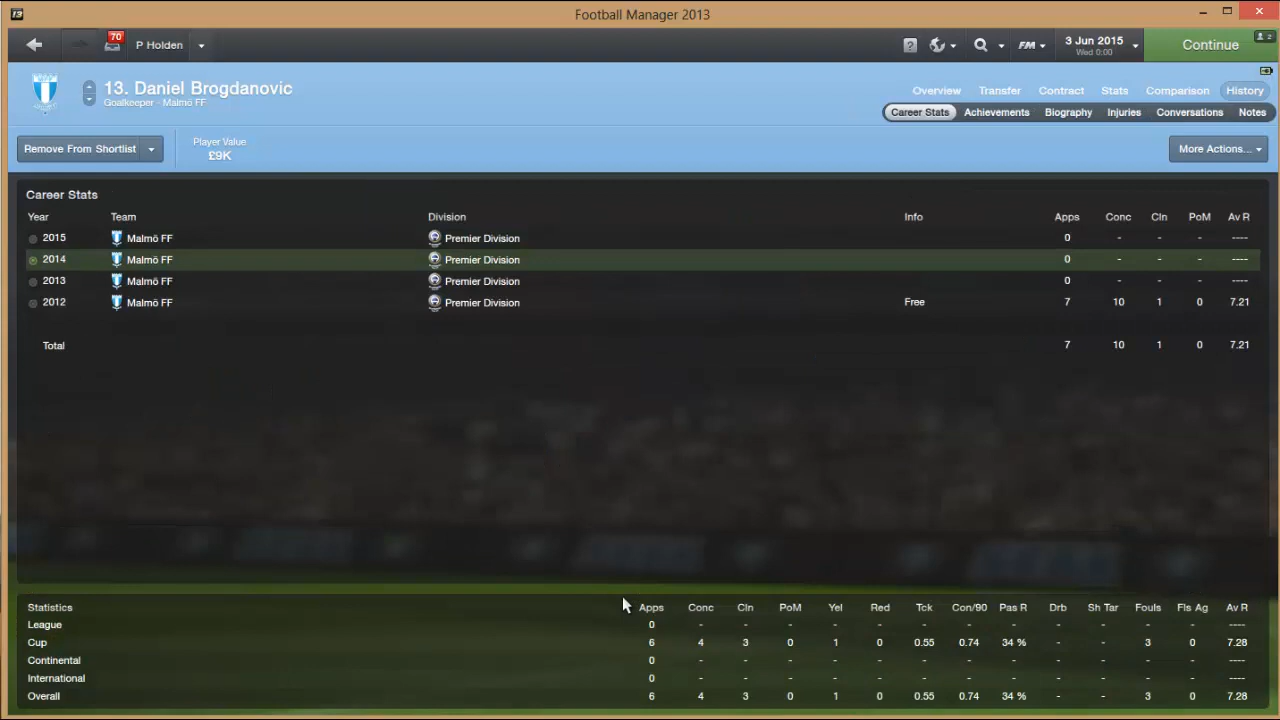 13 Football Manager 2013
70 P Holden ? FM 3 Jun 2015 Wed 0:00 Continue 2
13. Daniel Brogdanovic
Goalkeeper - Malmö FF
Overview Transfer Contract Stats Comparison History
Career Stats Achievements Biography Injuries Conversations Notes
Remove From Shortlist Player Value £9K More Actions...
Career Stats
Year Team Division Info Apps Conc Cln PoM Av R
2015 Malmö FF Premier Division 0 - - - ----
2014 Malmö FF Premier Division 0 - - - ----
2013 Malmö FF Premier Division 0 - - - ----
2012 Malmö FF Premier Division Free 7 10 1 0 7.21
Total 7 10 1 0 7.21
Statistics Apps Conc Cln PoM Yel Red Tck Con/90 Pas R Drb Sh Tar Fouls Fls Ag Av R
League 0 - - - - - - - - - - - - ----
Cup 6 4 3 0 1 0 0.55 0.74 34 % - - 3 0 7.28
Continental 0 - - - - - - - - - - - - ----
International 0 - - - - - - - - - - - - ----
Overall 6 4 3 0 1 0 0.55 0.74 34 % - - 3 0 7.28